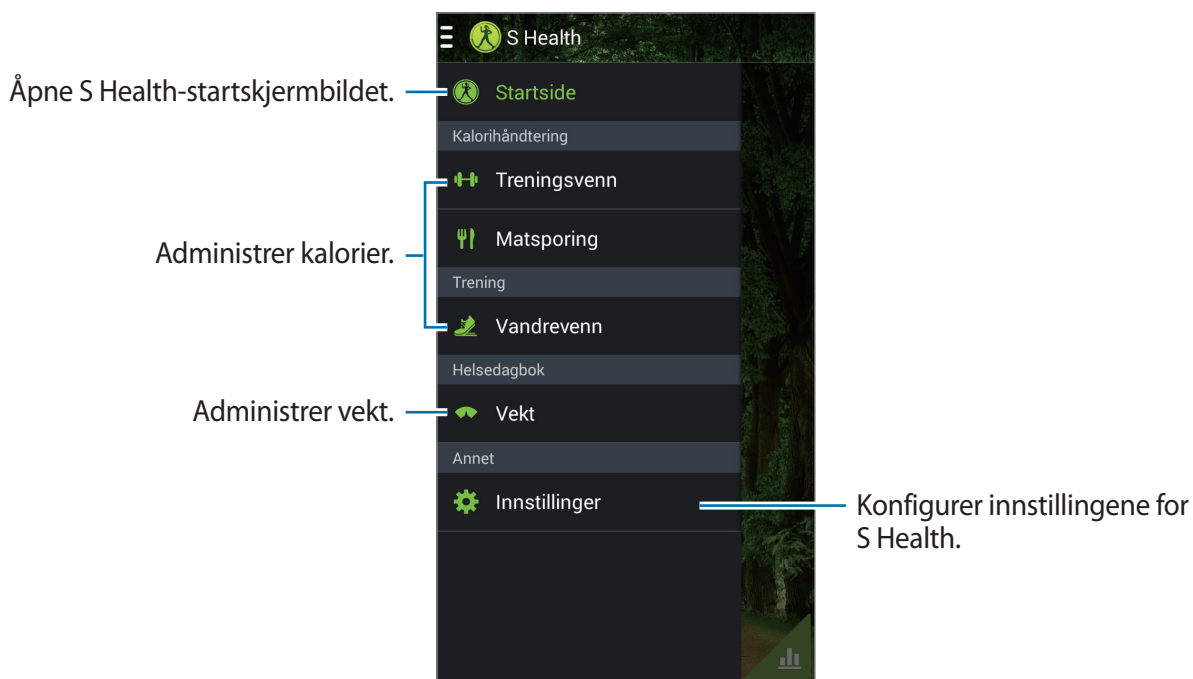 S Health
Åpne S Health-startskjermbildet.
Startside
Kalorihåndtering
Treningsvenn
Administrer kalorier.
Matsporing
Trening
Vandrevenn
Helsedagbok
Administrer vekt.
Vekt
Annet
Innstillinger
Konfigurer innstillingene for
S Health.